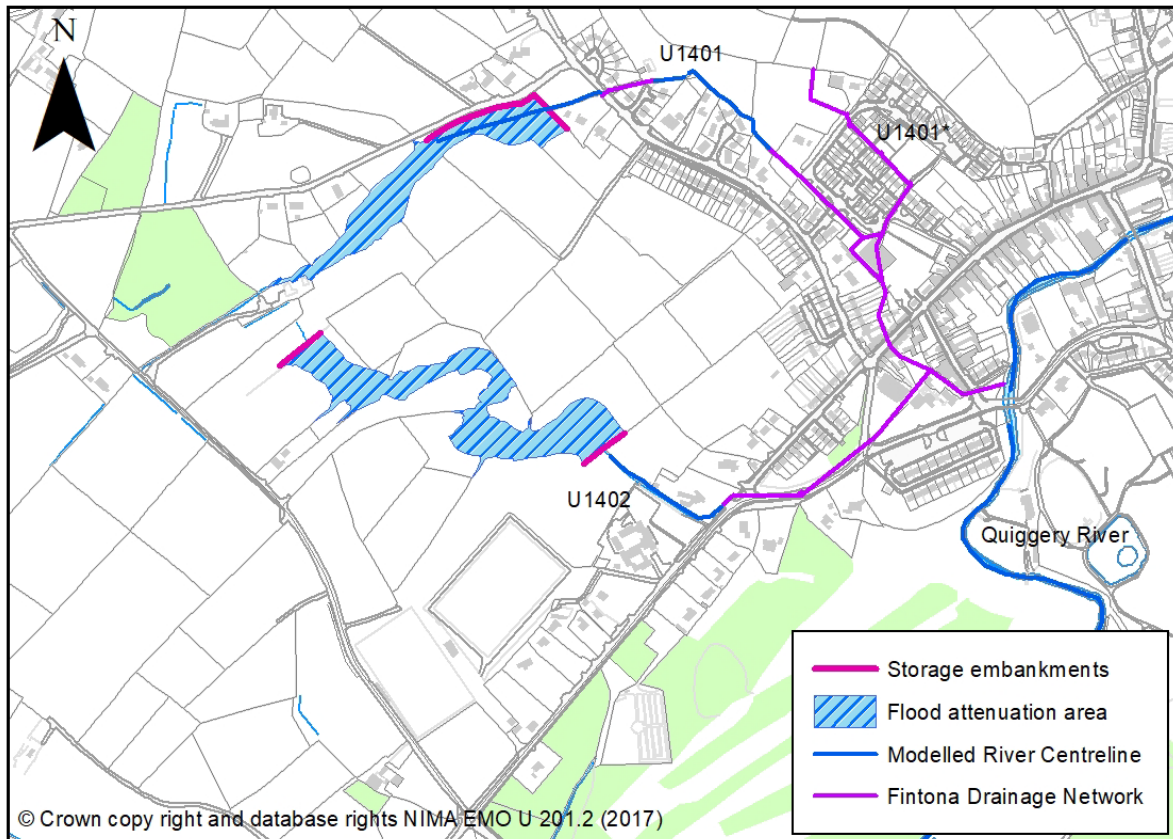 N
U1401
U1401*
U1402
Quiggery River
Storage embankments
Flood attenuation area
Modelled River Centreline
Fintona Drainage Network
© Crown copy right and database rights NIMA EMO U 201.2 (2017)